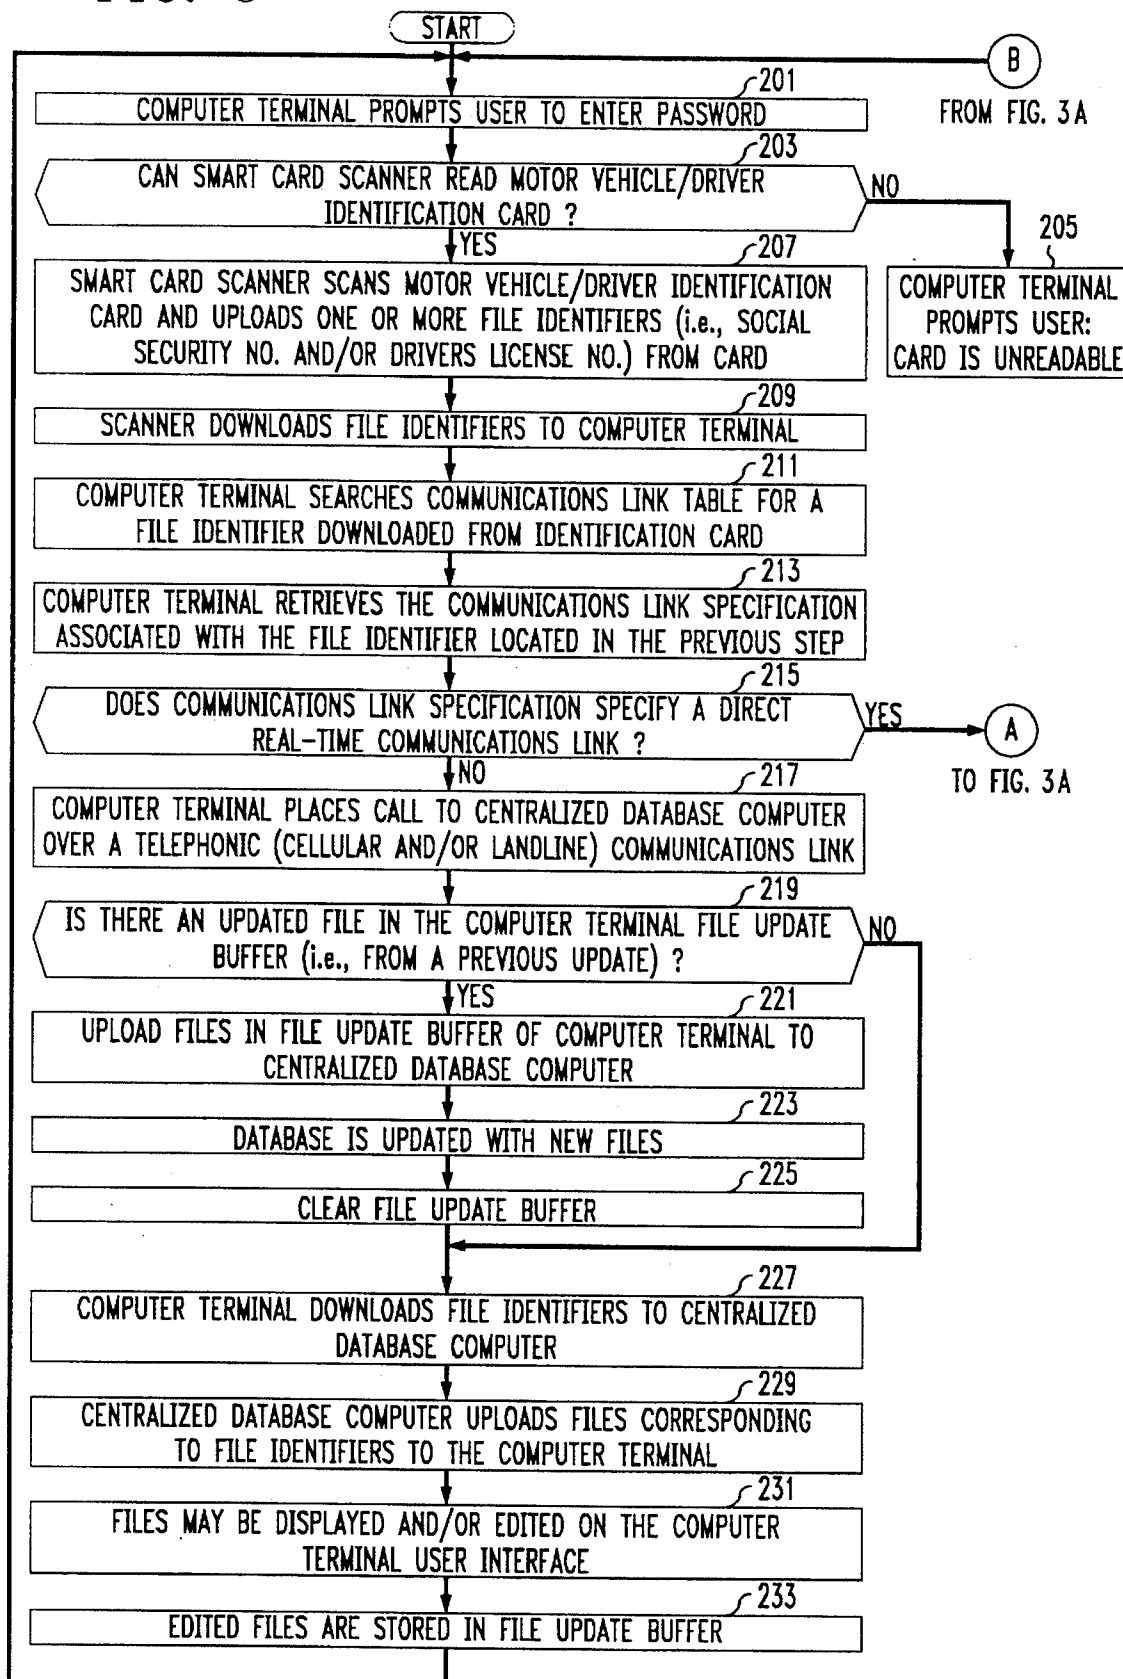 START
B
FROM FIG. 3A
201
COMPUTER TERMINAL PROMPTS USER TO ENTER PASSWORD
203
CAN SMART CARD SCANNER READ MOTOR VEHICLE/DRIVER
IDENTIFICATION CARD ?
NO
YES
205
COMPUTER TERMINAL
PROMPTS USER:
CARD IS UNREADABLE
207
SMART CARD SCANNER SCANS MOTOR VEHICLE/DRIVER IDENTIFICATION
CARD AND UPLOADS ONE OR MORE FILE IDENTIFIERS (i.e., SOCIAL
SECURITY NO. AND/OR DRIVERS LICENSE NO.) FROM CARD
209
SCANNER DOWNLOADS FILE IDENTIFIERS TO COMPUTER TERMINAL
211
COMPUTER TERMINAL SEARCHES COMMUNICATIONS LINK TABLE FOR A
FILE IDENTIFIER DOWNLOADED FROM IDENTIFICATION CARD
213
COMPUTER TERMINAL RETRIEVES THE COMMUNICATIONS LINK SPECIFICATION
ASSOCIATED WITH THE FILE IDENTIFIER LOCATED IN THE PREVIOUS STEP
215
DOES COMMUNICATIONS LINK SPECIFICATION SPECIFY A DIRECT
REAL-TIME COMMUNICATIONS LINK ?
YES
A
TO FIG. 3A
NO
217
COMPUTER TERMINAL PLACES CALL TO CENTRALIZED DATABASE COMPUTER
OVER A TELEPHONIC (CELLULAR AND/OR LANDLINE) COMMUNICATIONS LINK
219
IS THERE AN UPDATED FILE IN THE COMPUTER TERMINAL FILE UPDATE
BUFFER (i.e., FROM A PREVIOUS UPDATE) ?
NO
YES
221
UPLOAD FILES IN FILE UPDATE BUFFER OF COMPUTER TERMINAL TO
CENTRALIZED DATABASE COMPUTER
223
DATABASE IS UPDATED WITH NEW FILES
225
CLEAR FILE UPDATE BUFFER
227
COMPUTER TERMINAL DOWNLOADS FILE IDENTIFIERS TO CENTRALIZED
DATABASE COMPUTER
229
CENTRALIZED DATABASE COMPUTER UPLOADS FILES CORRESPONDING
TO FILE IDENTIFIERS TO THE COMPUTER TERMINAL
231
FILES MAY BE DISPLAYED AND/OR EDITED ON THE COMPUTER
TERMINAL USER INTERFACE
233
EDITED FILES ARE STORED IN FILE UPDATE BUFFER